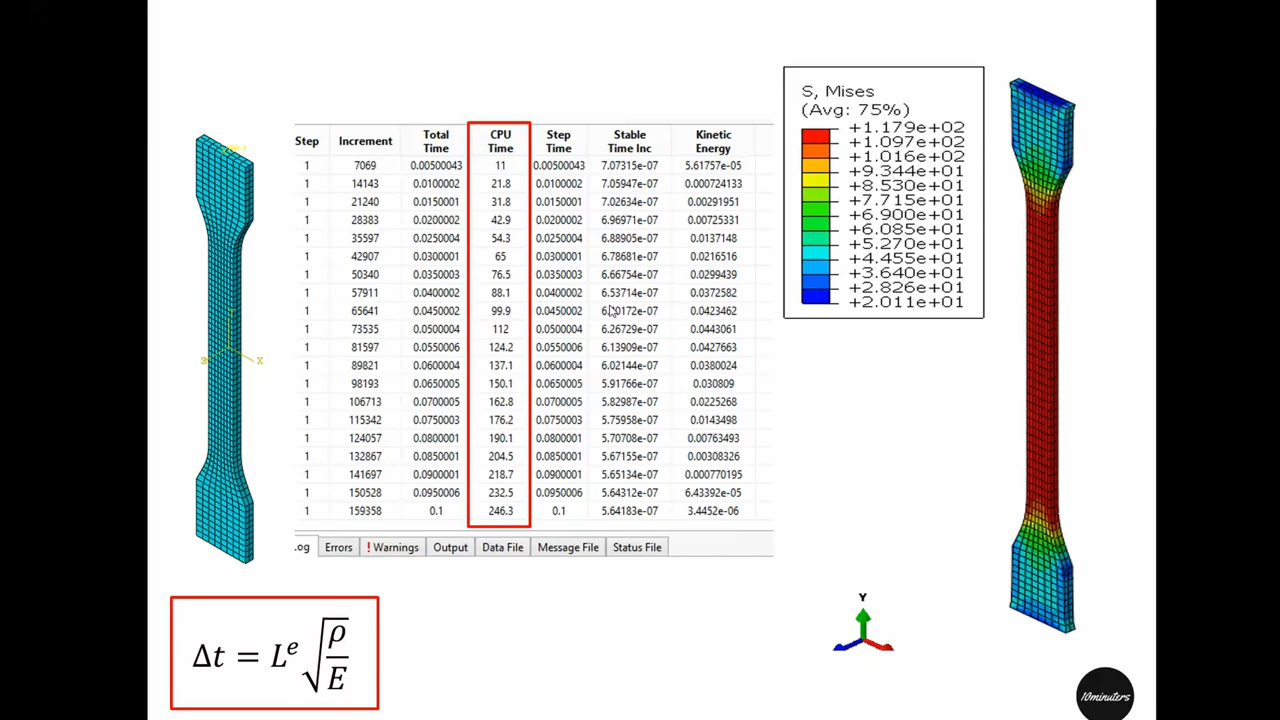 Step Increment Total Time CPU Time Step Time Stable Time Inc Kinetic Energy
1 7069 0.00500043 11 0.00500043 7.07315e-07 5.61757e-05
1 14143 0.0100002 21.8 0.0100002 7.05947e-07 0.000724133
1 21240 0.0150001 31.8 0.0150001 7.02634e-07 0.00291951
1 28383 0.0200002 42.9 0.0200002 6.96971e-07 0.00725331
1 35597 0.0250004 54.3 0.0250004 6.88905e-07 0.0137148
1 42907 0.0300001 65 0.0300001 6.78681e-07 0.0216516
1 50340 0.0350003 76.5 0.0350003 6.66754e-07 0.0299439
1 57911 0.0400002 88.1 0.0400002 6.53714e-07 0.0372582
1 65641 0.0450002 99.9 0.0450002 0.0423462
1 73535 0.0500004 112 0.0500004 6.26729e-07 0.0443061
1 81597 0.0550006 124.2 0.0550006 6.13909e-07 0.0427663
1 89821 0.0600004 137.1 0.0600004 6.02144e-07 0.0380024
1 98193 0.0650005 150.1 0.0650005 5.91766e-07 0.030809
1 106713 0.0700005 162.8 0.0700005 5.82987e-07 0.0225268
1 115342 0.0750003 176.2 0.0750003 5.75958e-07 0.0143498
1 124057 0.0800001 190.1 0.0800001 5.70708e-07 0.00763493
1 132867 0.0850001 204.5 0.0850001 5.67155e-07 0.00308326
1 141697 0.0900001 218.7 0.0900001 5.65134e-07 0.000770195
1 150528 0.0950006 232.5 0.0950006 5.64312e-07 6.43392e-05
1 159358 0.1 246.3 0.1 5.64183e-07 3.4452e-06
og Errors ! Warnings Output Data File Message File Status File
S, Mises
(Avg: 75%)
+1.179e+02
+1.097e+02
+1.016e+02
+9.344e+01
+8.530e+01
+7.715e+01
+6.900e+01
+6.085e+01
+5.270e+01
+4.455e+01
+3.640e+01
+2.826e+01
+2.011e+01
Z X
Y
Δt = L^e √(ρ/E)
10minuters